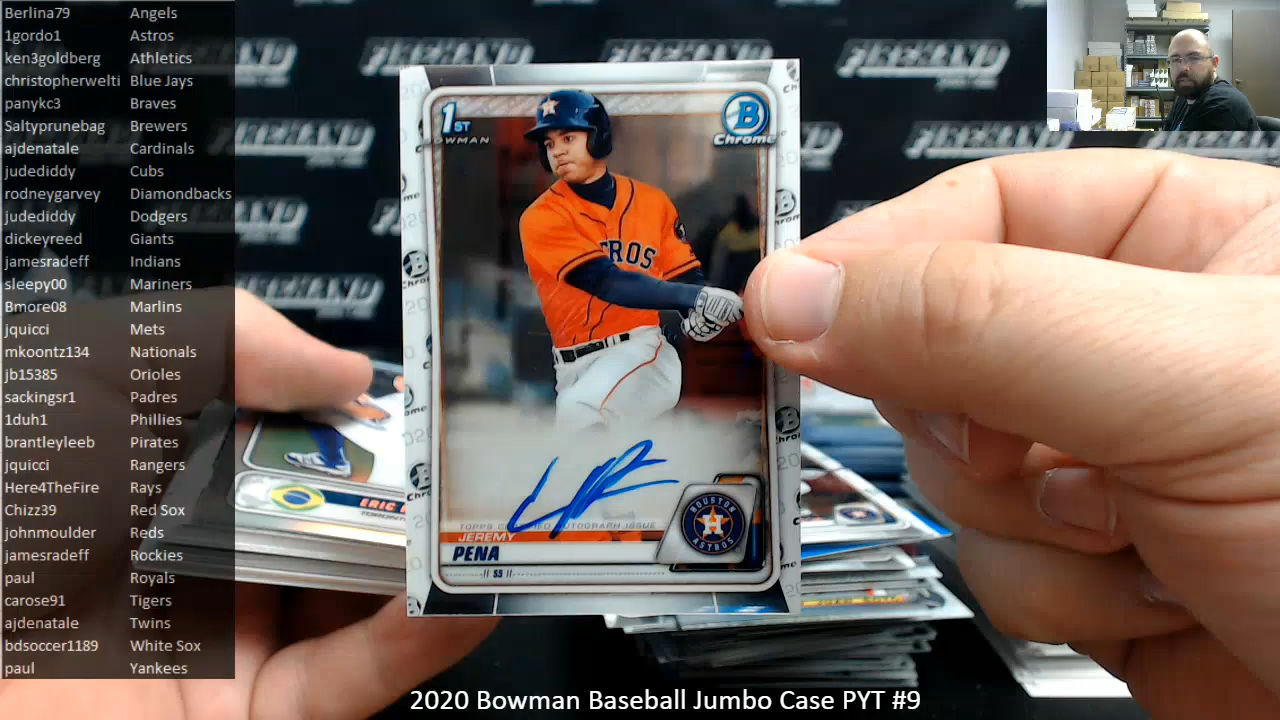 Berlina79 Angels
1gordo1 Astros
ken3goldberg Athletics
christopherwelti Blue Jays
panykc3 Braves
Saltyprunebag Brewers
ajdenatale Cardinals
judediddy Cubs
rodneygarvey Diamondbacks
judediddy Dodgers
dickeyreed Giants
jamesradeff Indians
sleepy00 Mariners
Bmore08 Marlins
jquicci Mets
mkoontz134 Nationals
jb15385 Orioles
sackingsr1 Padres
1duh1 Phillies
brantleyleeb Pirates
jquicci Rangers
Here4TheFire Rays
Chizz39 Red Sox
johnmoulder Reds
jamesradeff Rockies
paul Royals
carose91 Tigers
ajdenatale Twins
bdsoccer1189 White Sox
paul Yankees
FIREHAND
1ST
BOWMAN
B
Chrome
TROS
TOPPS CERTIFIED AUTOGRAPH ISSUE
JEREMY
PENA
// SS //
HOUSTON
H
ASTROS
ERIC
2020 Bowman Baseball Jumbo Case PYT #9